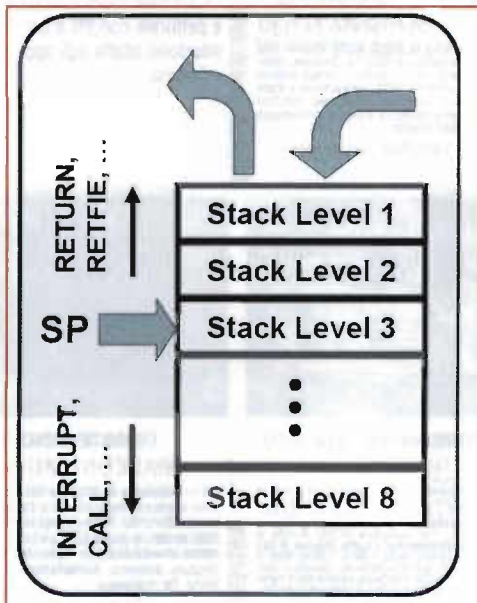 RETURN,
RETFIE, ...
Stack Level 1
Stack Level 2
SP
Stack Level 3
INTERRUPT,
CALL, ...
Stack Level 8